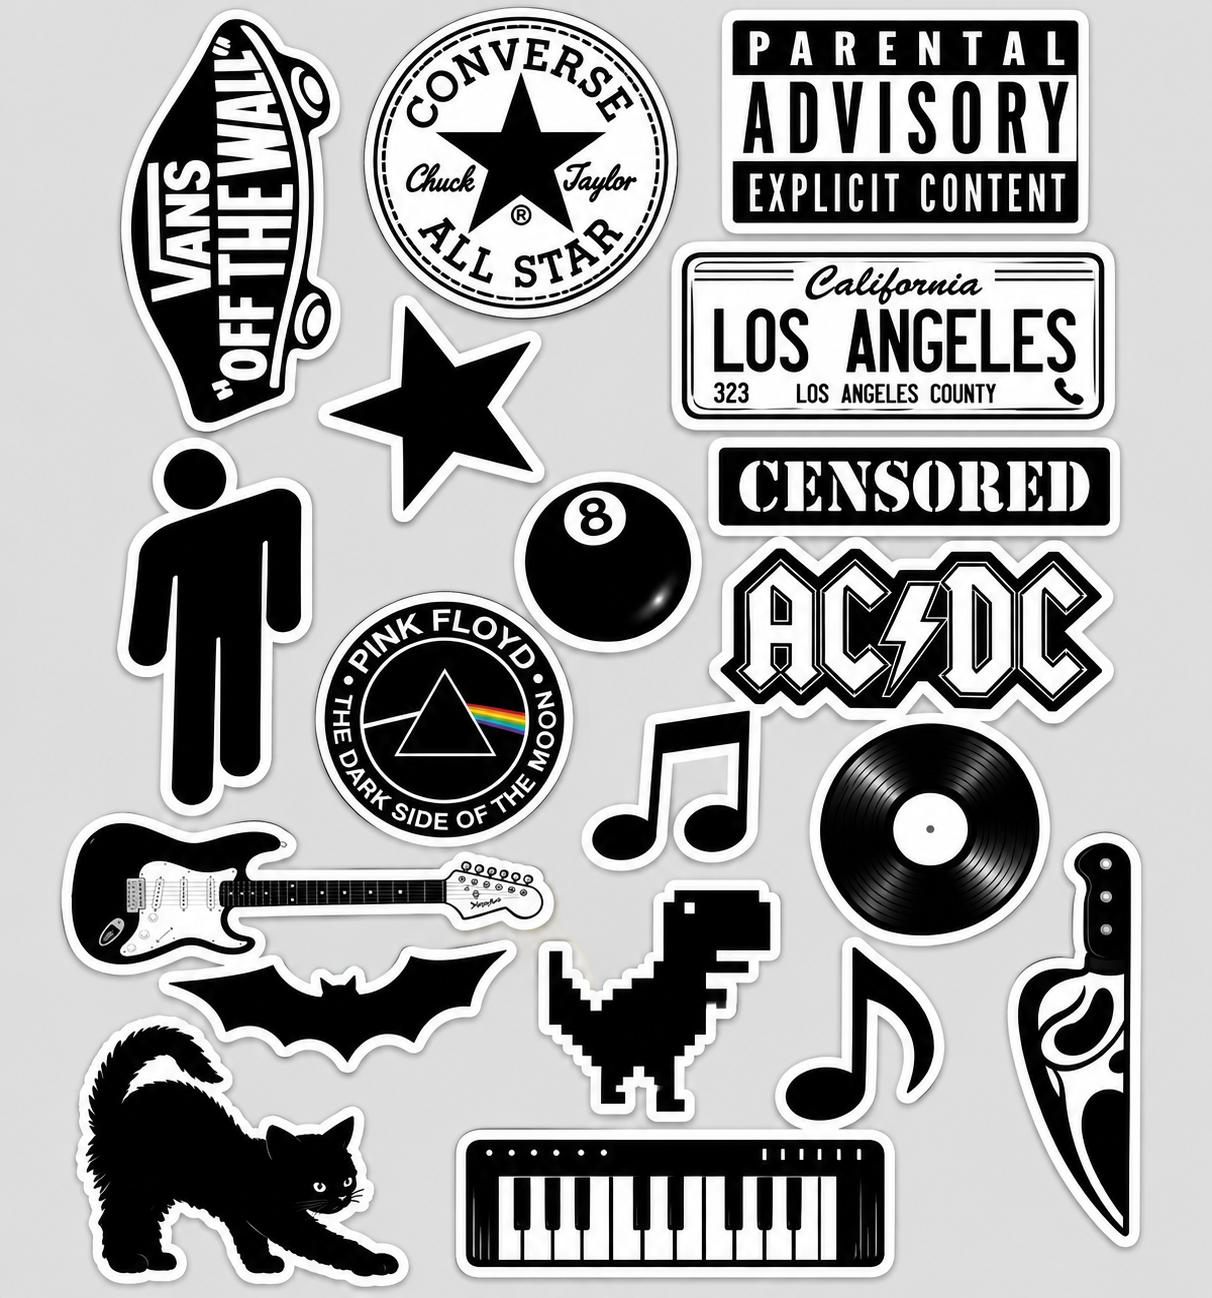 VANS
"OFF THE WALL"
CONVERSE
Chuck Taylor
®
ALL STAR
PARENTAL
ADVISORY
EXPLICIT CONTENT
California
LOS ANGELES
323 LOS ANGELES COUNTY
CENSORED
8
AC DC
• PINK FLOYD •
THE DARK SIDE OF THE MOON